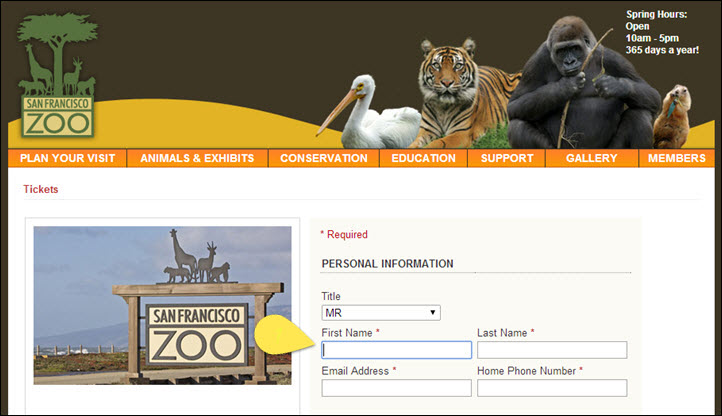 Spring Hours:
Open
10am - 5pm
365 days a year!
SAN FRANCISCO
ZOO
PLAN YOUR VISIT ANIMALS & EXHIBITS CONSERVATION EDUCATION SUPPORT GALLERY MEMBERS
Tickets
SAN FRANCISCO
ZOO
* Required
PERSONAL INFORMATION
Title
MR
First Name * Last Name *
Email Address * Home Phone Number *